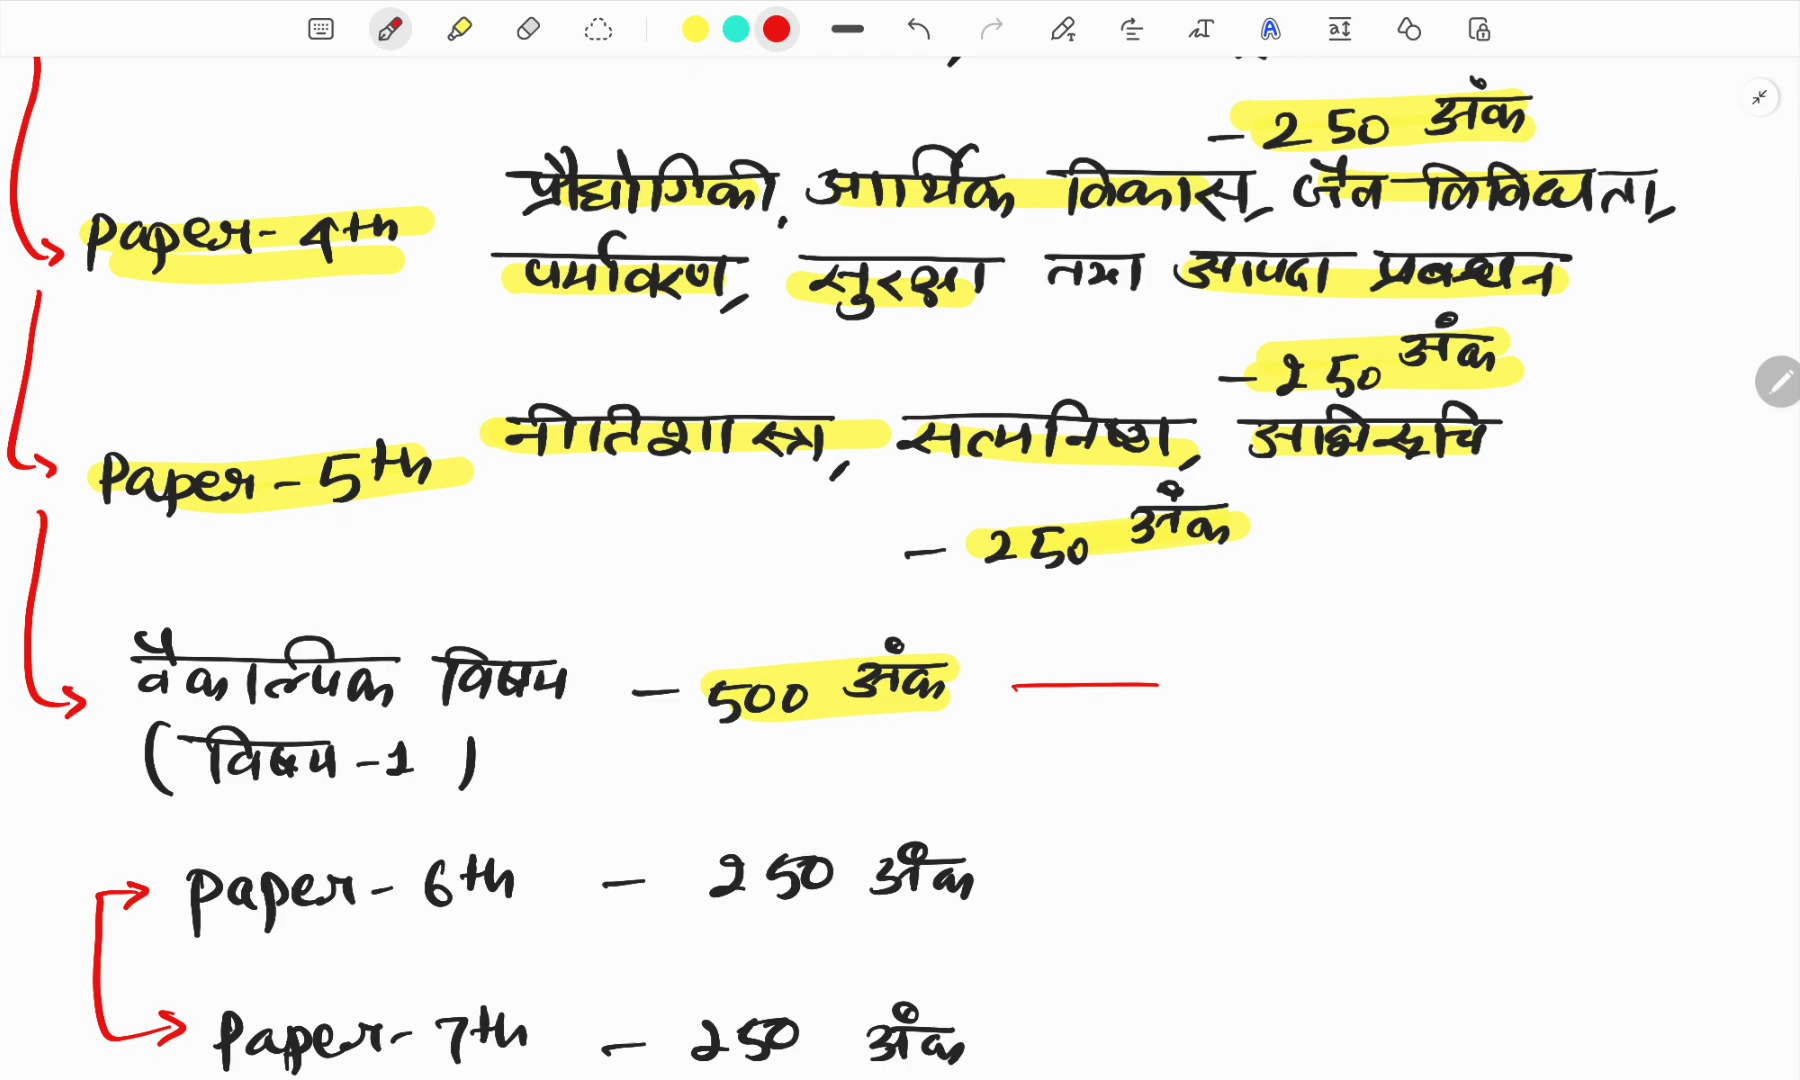 - 250 अंक
Paper- 4th प्रौद्योगिकी, आर्थिक विकास, जैव-विविधता,
पर्यावरण, सुरक्षा तथा आपदा प्रबन्धन
- 250 अंक
Paper - 5th नीतिशास्त्र, सत्यनिष्ठा, अभिरूचि
- 250 अंक
वैकल्पिक विषय - 500 अंक
( विषय -1 )
paper- 6th - 250 अंक
paper- 7th - 250 अंक